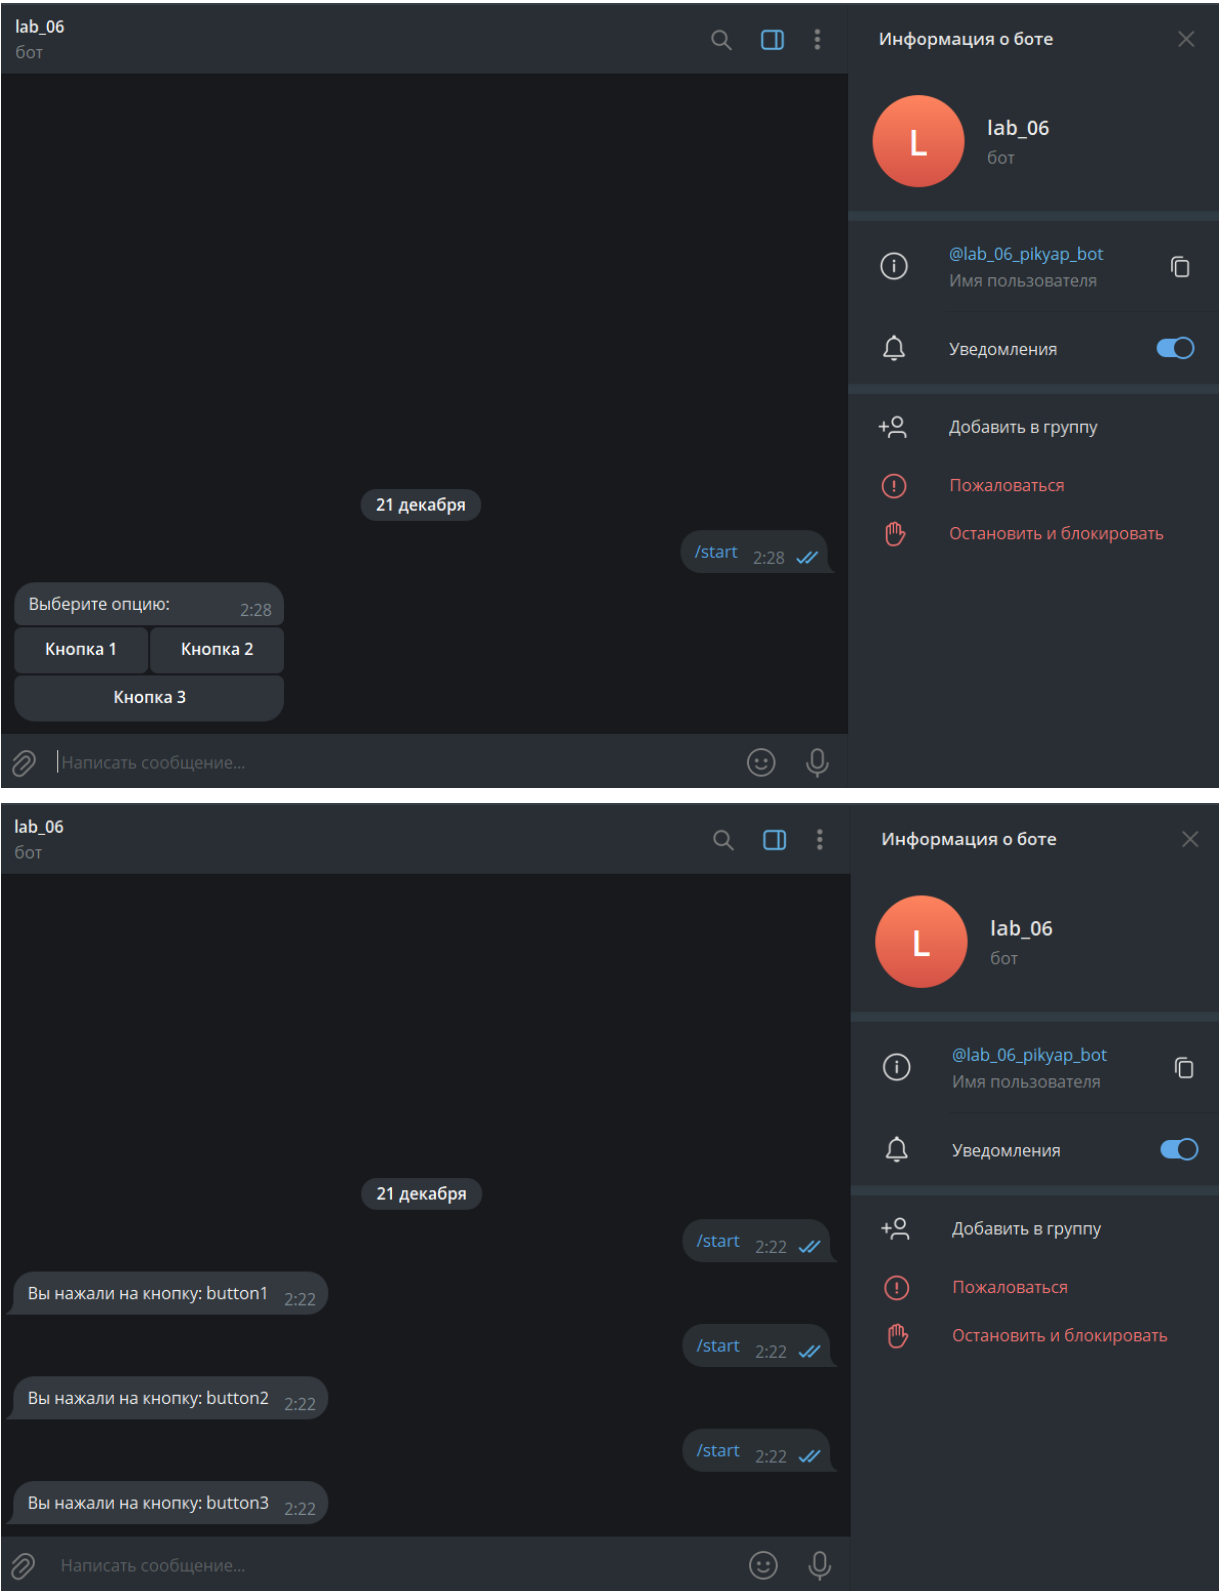 lab_06
бот
Информация о боте
L
lab_06
бот
@lab_06_pikyap_bot
Имя пользователя
Уведомления
Добавить в группу
Пожаловаться
Остановить и блокировать
21 декабря
/start 2:28
Выберите опцию: 2:28
Кнопка 1 Кнопка 2
Кнопка 3
Написать сообщение...
lab_06
бот
Информация о боте
L
lab_06
бот
@lab_06_pikyap_bot
Имя пользователя
Уведомления
Добавить в группу
Пожаловаться
Остановить и блокировать
21 декабря
/start 2:22
Вы нажали на кнопку: button1 2:22
/start 2:22
Вы нажали на кнопку: button2 2:22
/start 2:22
Вы нажали на кнопку: button3 2:22
Написать сообщение...